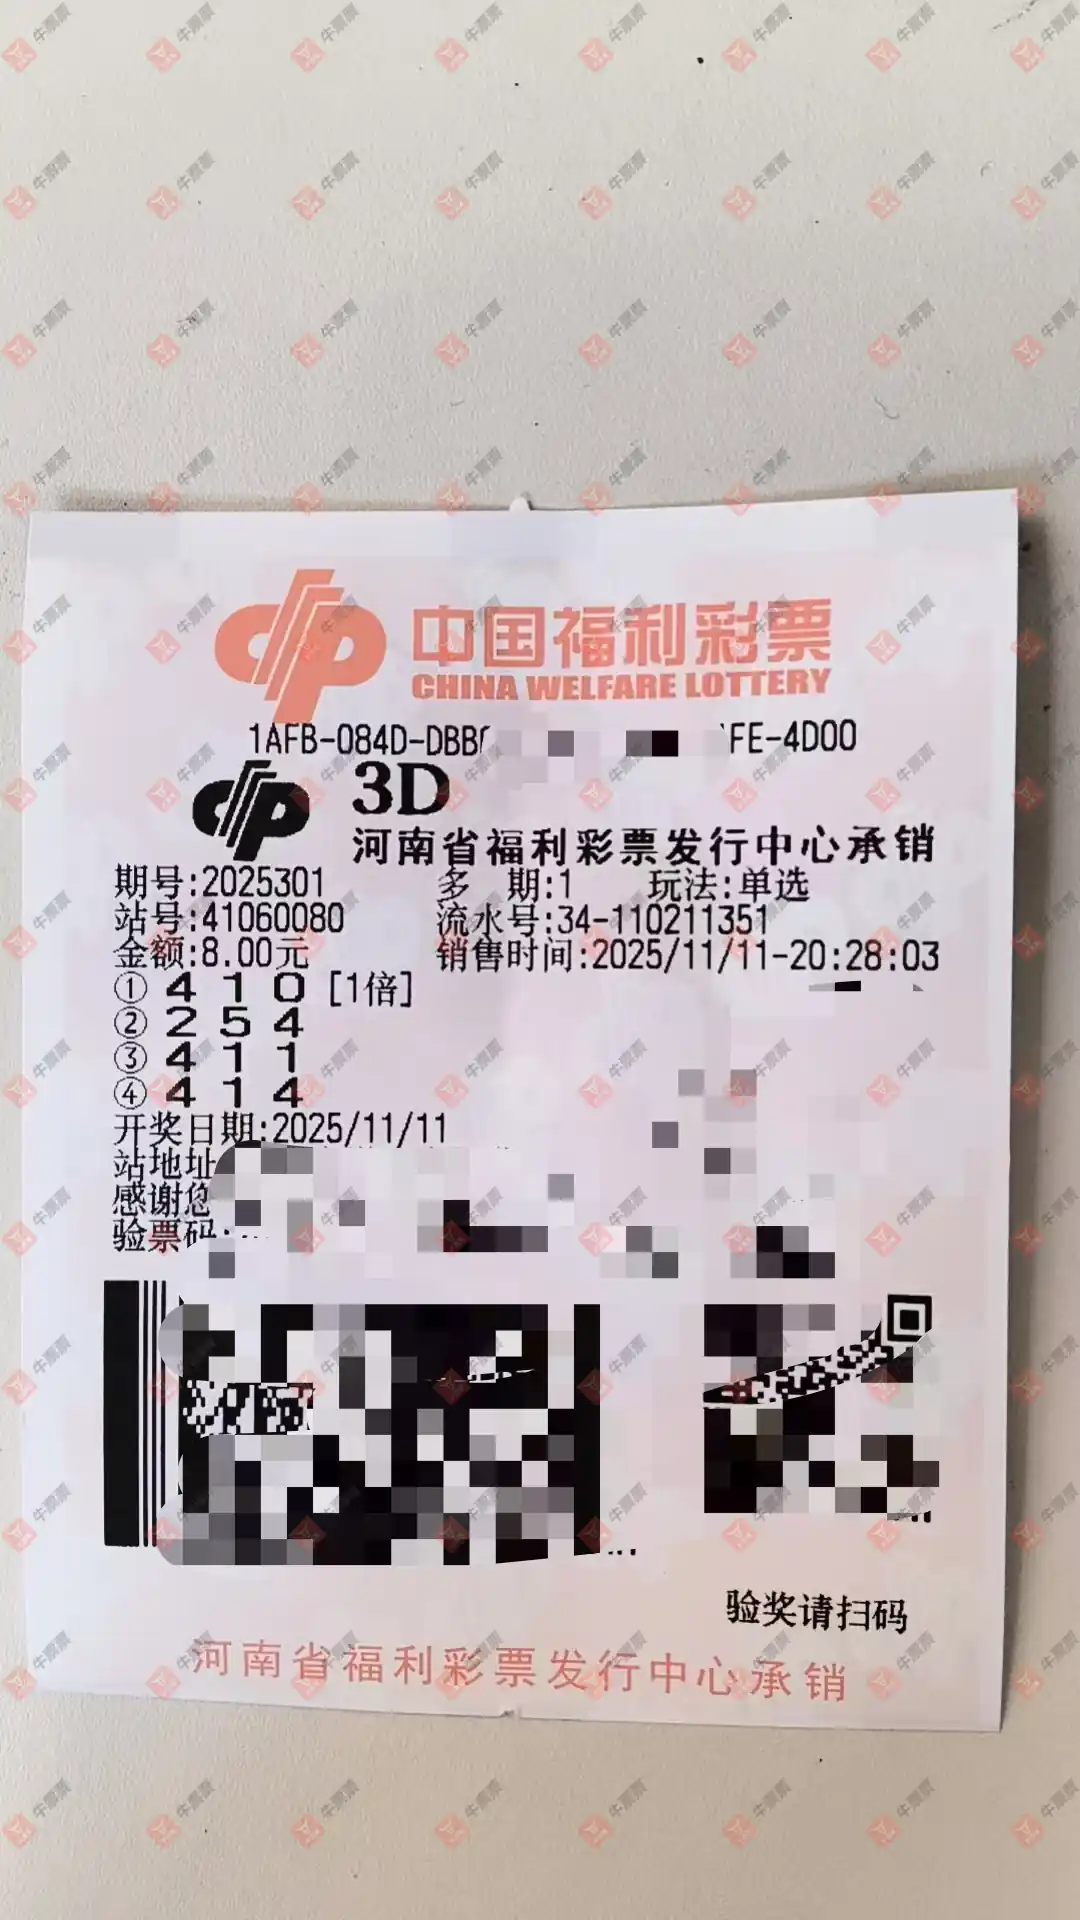 中国福利彩票
CHINA WELFARE LOTTERY
1AFB-084D-DBB FE-4D00
3D
河南省福利彩票发行中心承销
期号:2025301 多 期:1 玩法:单选
站号:41060080 流水号:34-110211351
金额:8.00元 销售时间:2025/11/11-20:28:03
① 4 1 0 [1倍]
② 2 5 4
③ 4 1 1
④ 4 1 4
开奖日期:2025/11/11
站地址
感谢您
验票码:
验奖请扫码
河南省福利彩票发行中心承销
牛票票